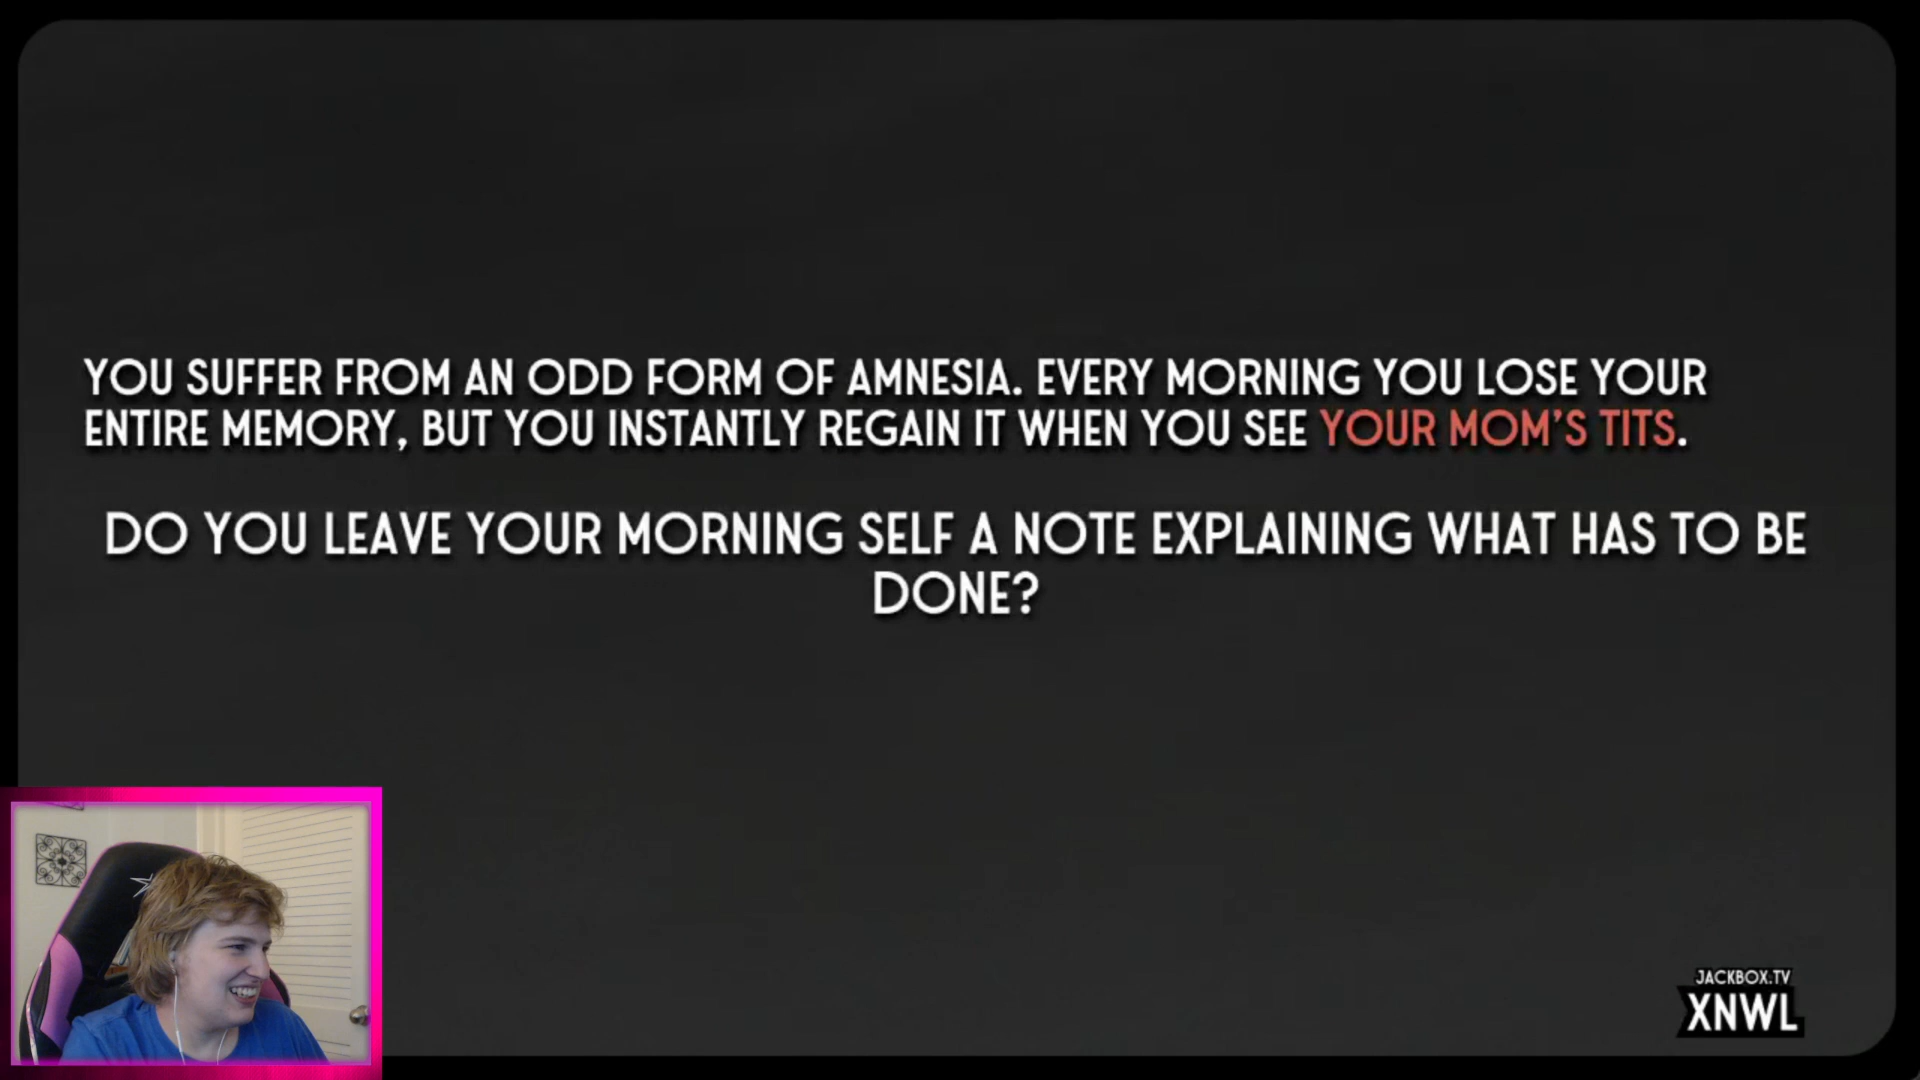 YOU SUFFER FROM AN ODD FORM OF AMNESIA. EVERY MORNING YOU LOSE YOUR
ENTIRE MEMORY, BUT YOU INSTANTLY REGAIN IT WHEN YOU SEE YOUR MOM'S TITS.
DO YOU LEAVE YOUR MORNING SELF A NOTE EXPLAINING WHAT HAS TO BE
DONE?
JACKBOX.TV
XNWL